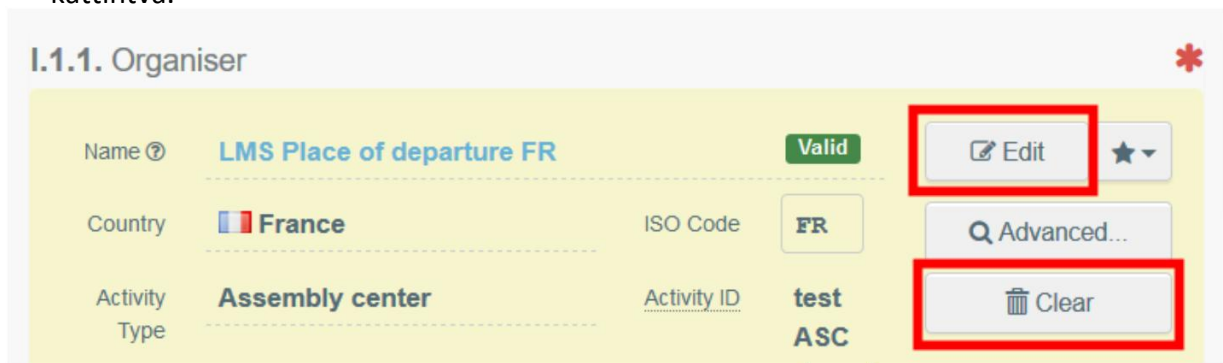 kattintva.
I.1.1. Organiser *
Name LMS Place of departure FR Valid Edit
Country France ISO Code FR Advanced...
Activity Type Assembly center Activity ID test ASC Clear